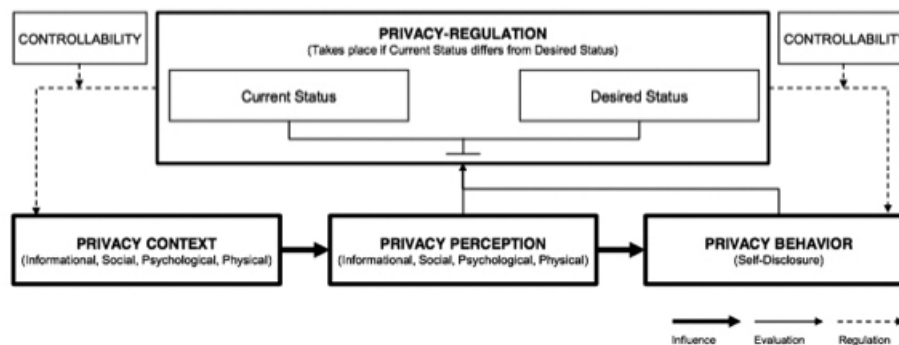 CONTROLLABILITY
PRIVACY-REGULATION
(Takes place if Current Status differs from Desired Status)
CONTROLLABILITY
Current Status
Desired Status
PRIVACY CONTEXT
(Informational, Social, Psychological, Physical)
PRIVACY PERCEPTION
(Informational, Social, Psychological, Physical)
PRIVACY BEHAVIOR
(Self-Disclosure)
Influence
Evaluation
Regulation